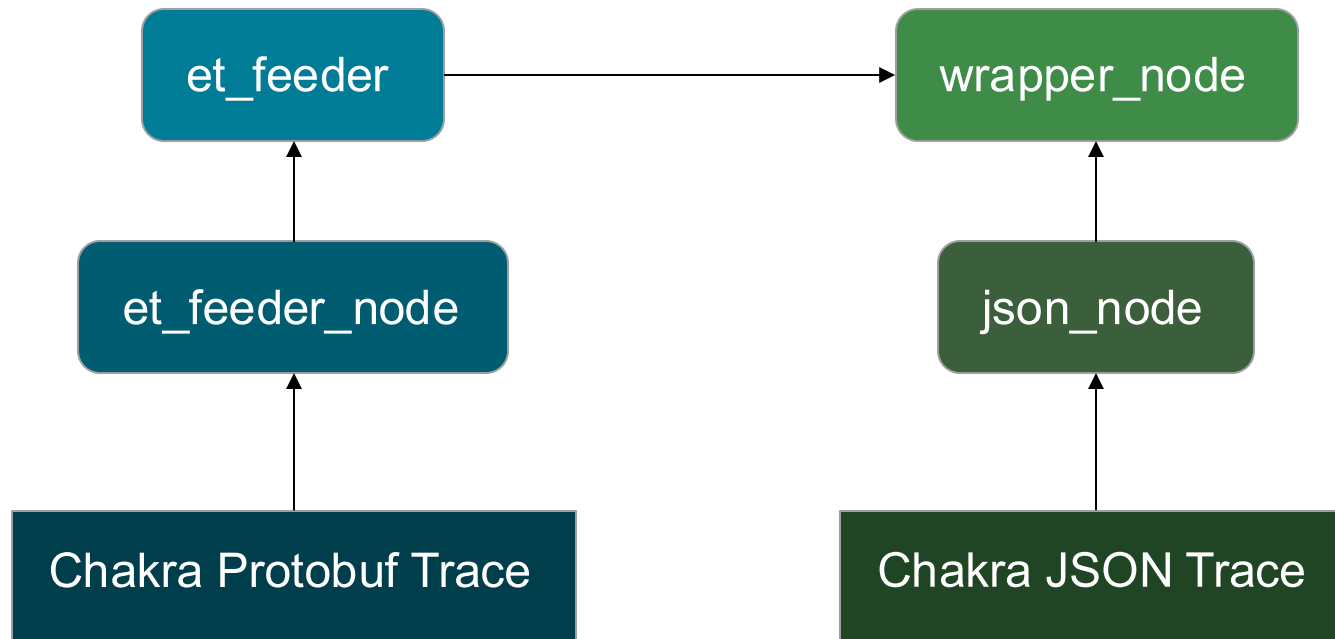 et_feeder
wrapper_node
et_feeder_node
json_node
Chakra Protobuf Trace
Chakra JSON Trace